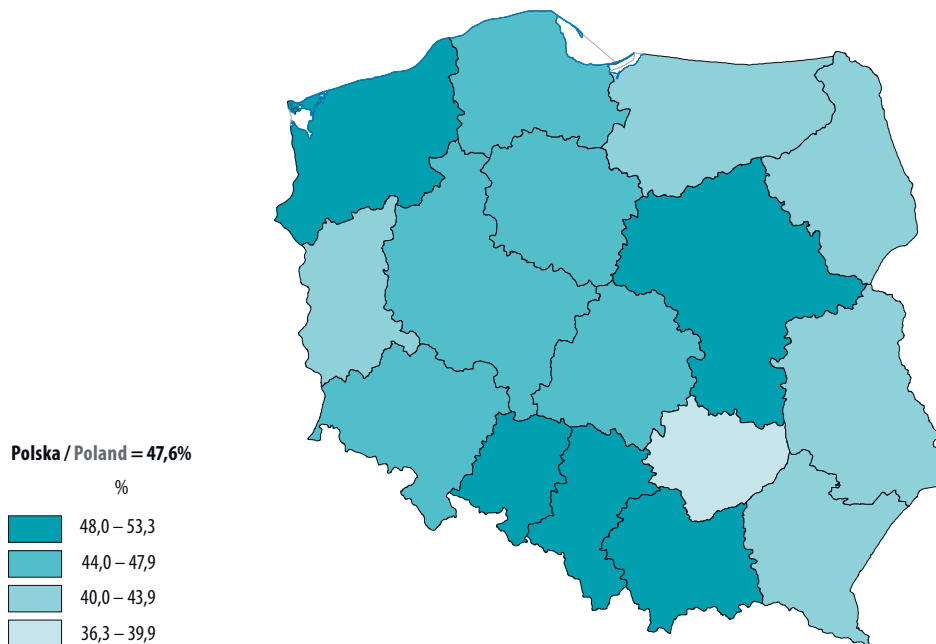 Polska / Poland = 47,6%
%
48,0 – 53,3
44,0 – 47,9
40,0 – 43,9
36,3 – 39,9